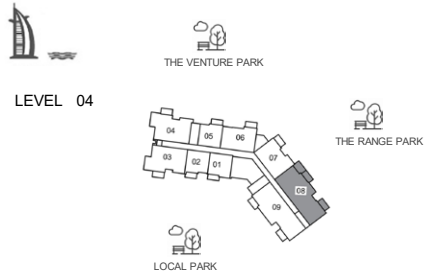 THE VENTURE PARK
LEVEL 04
THE RANGE PARK
04
05
06
03
02
01
07
08
09
LOCAL PARK